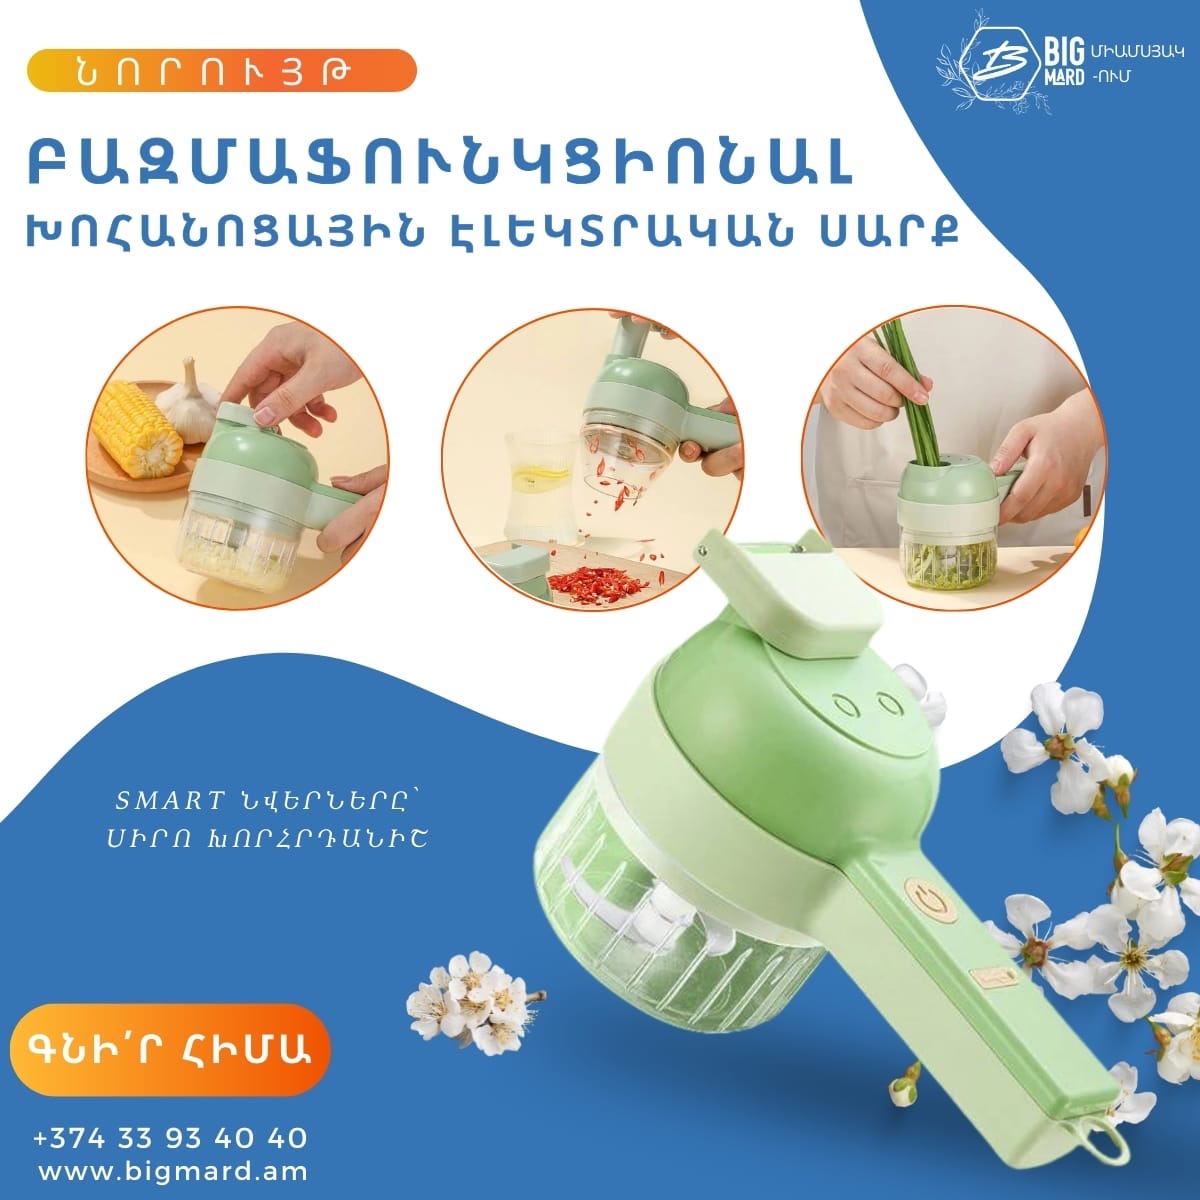 ՆՈՐՈՒՅԹ
B
BIG
MARD
ՄԻԱՄՍՅԱԿ
-ՈՒՄ
ԲԱԶՄԱՖՈՒՆԿՑԻՈՆԱԼ
ԽՈՀԱՆՈՑԱՅԻՆ ԷԼԵԿՏՐԱԿԱՆ ՍԱՐՔ
SMART ՆՎԵՐՆԵՐԸ՝
ՍԻՐՈ ԽՈՐՀՐԴԱՆԻՇ
ԳՆԻ՛Ր ՀԻՄԱ
+374 33 93 40 40
www.bigmard.am